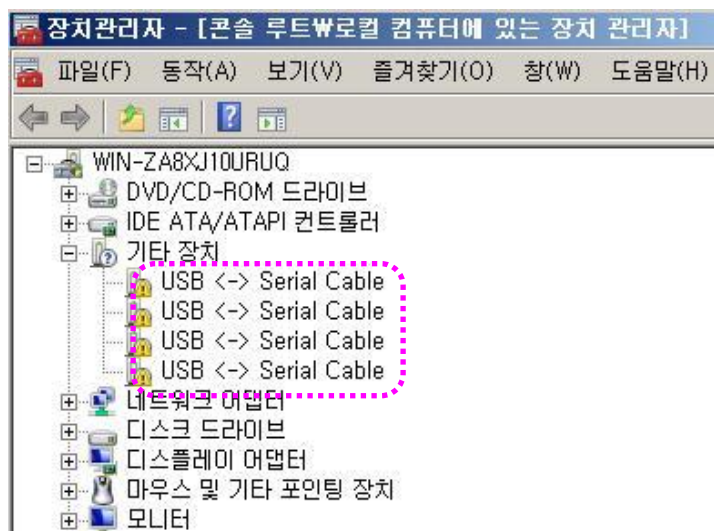 장치관리자 - [콘솔 루트₩로컬 컴퓨터에 있는 장치 관리자]
파일(F) 동작(A) 보기(V) 즐겨찾기(O) 창(W) 도움말(H)
WIN-ZA8XJ10URUQ
DVD/CD-ROM 드라이브
IDE ATA/ATAPI 컨트롤러
기타 장치
USB <-> Serial Cable
USB <-> Serial Cable
USB <-> Serial Cable
USB <-> Serial Cable
네트워크 어댑터
디스크 드라이브
디스플레이 어댑터
마우스 및 기타 포인팅 장치
모니터